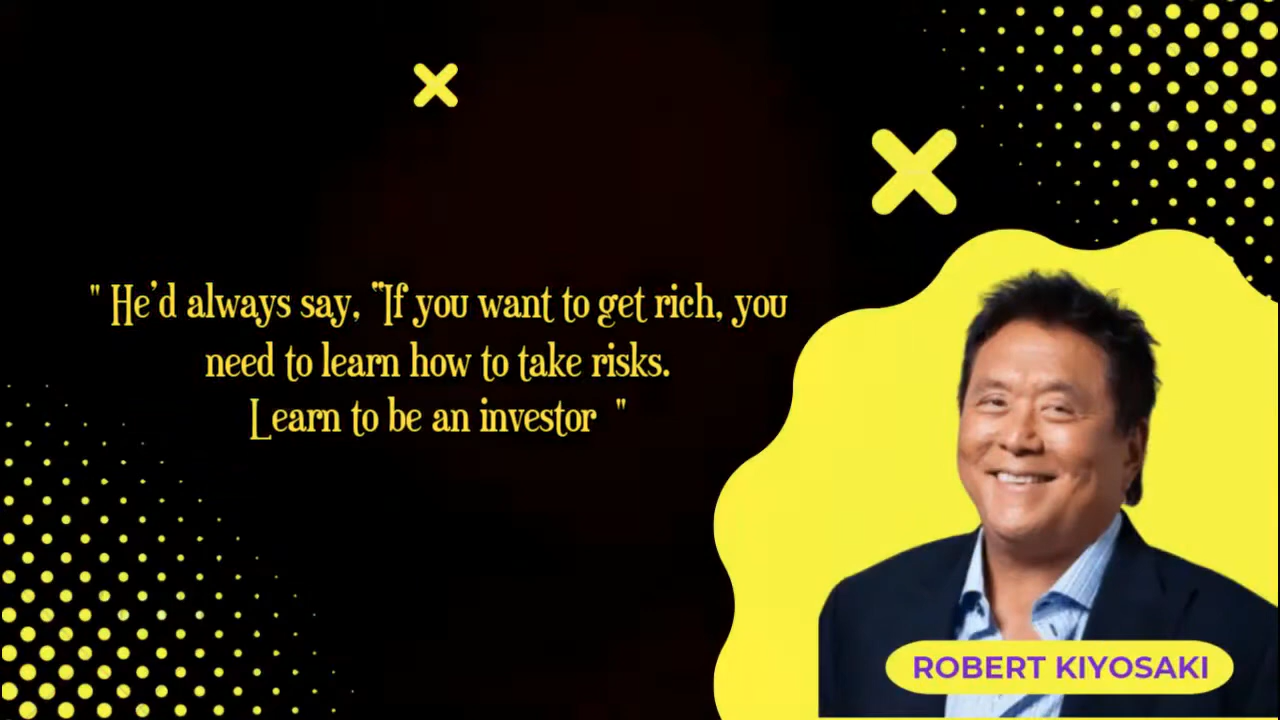 " He’d always say, “If you want to get rich, you
need to learn how to take risks.
Learn to be an investor "
ROBERT KIYOSAKI